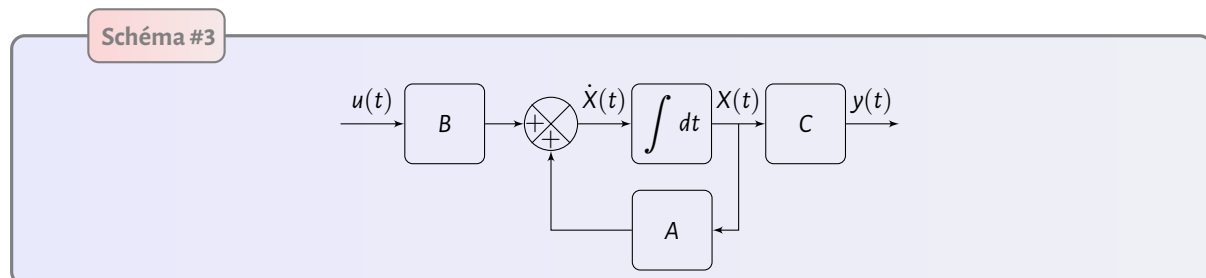 Schéma #3
u(t) B + + Ẋ(t) ∫ dt X(t) C y(t)
A